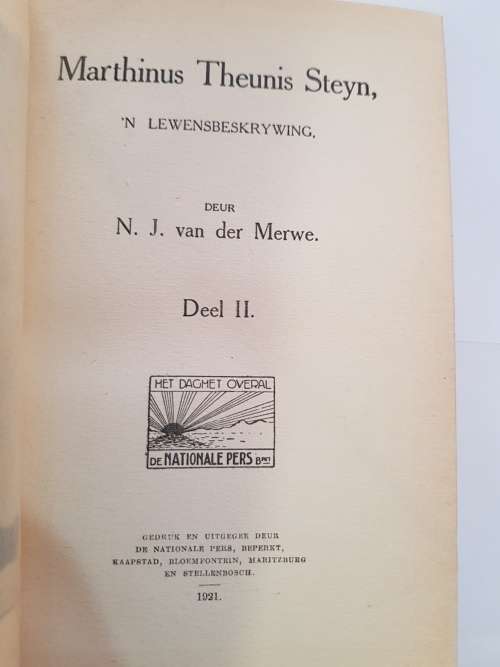 Marthinus Theunis Steyn,
'N LEWENSBESKRYWING,
DEUR
N. J. van der Merwe.
Deel II.
HET DAGHET OVERAL
DE NATIONALE PERS BPKT
GEDRUK EN UITGEGEE DEUR
DE NATIONALE PERS, BEPERKT,
KAAPSTAD, BLOEMFONTEIN, MARITZBURG
EN STELLENBOSCH.
1921.